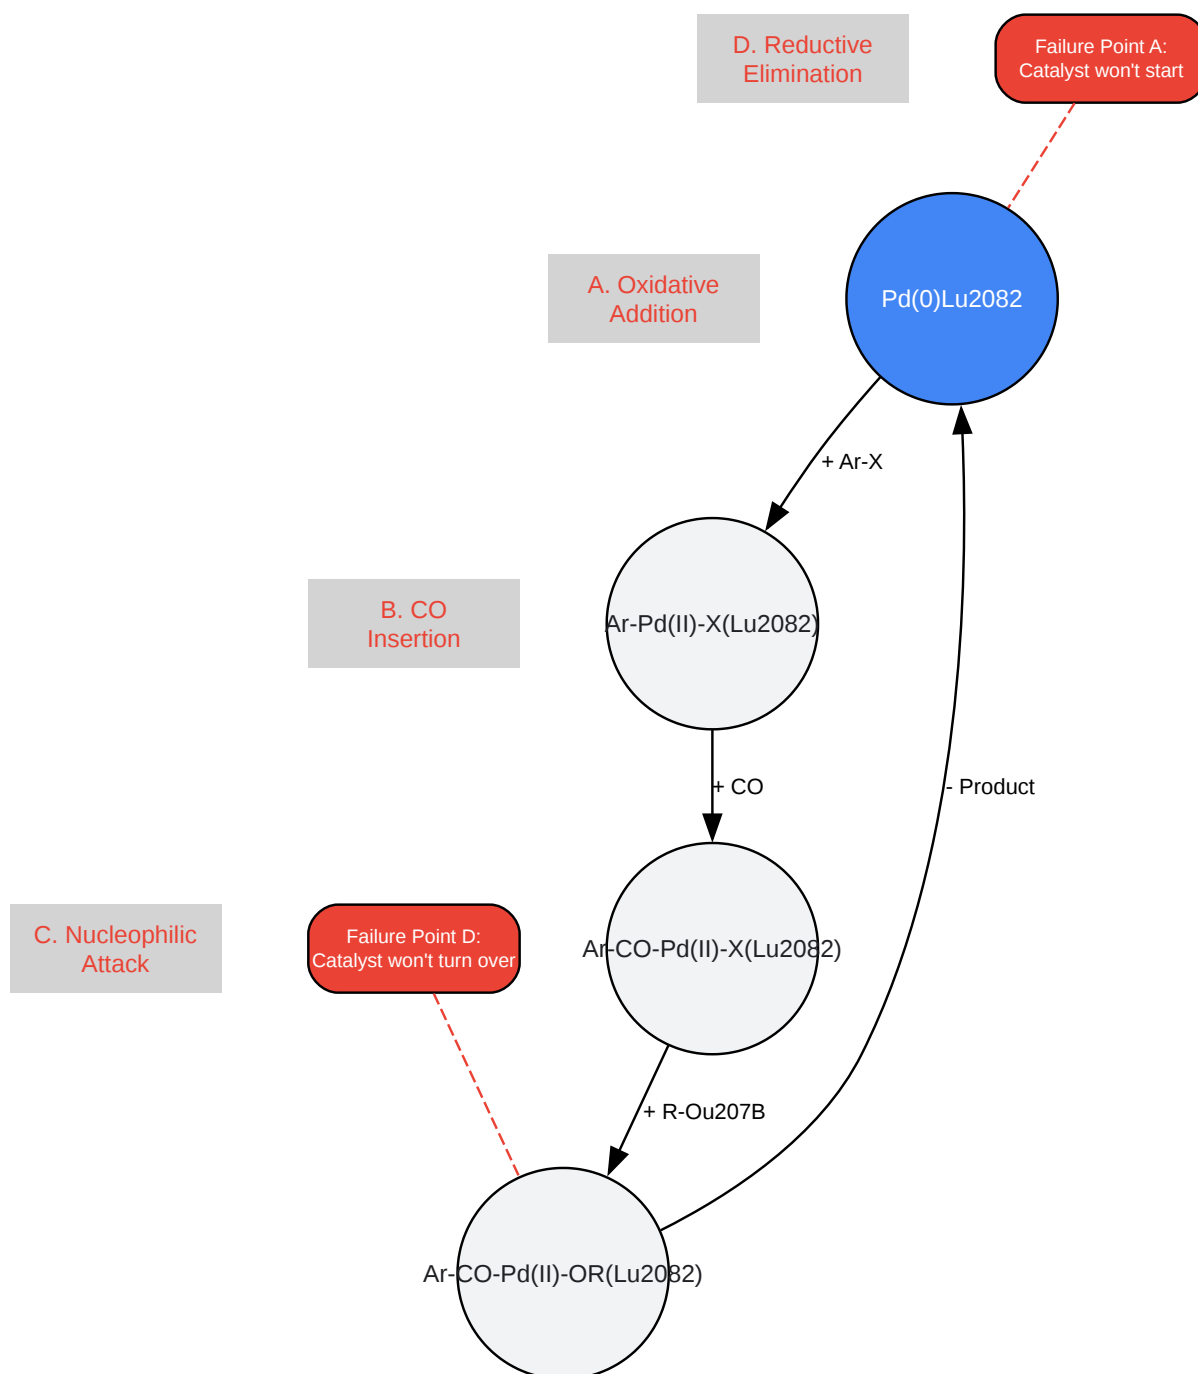 D. Reductive
Elimination
Failure Point A:
Catalyst won't start
A. Oxidative
Addition
Pd(0)Lu2082
+ Ar-X
B. CO
Insertion
Ar-Pd(II)-X(Lu2082)
+ CO
- Product
C. Nucleophilic
Attack
Failure Point D:
Catalyst won't turn over
Ar-CO-Pd(II)-X(Lu2082)
+ R-Ou207B
Ar-CO-Pd(II)-OR(Lu2082)